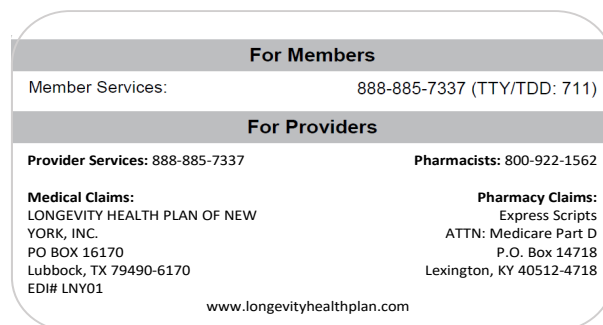 For Members
Member Services: 888-885-7337 (TTY/TDD: 711)
For Providers
Provider Services: 888-885-7337 Pharmacists: 800-922-1562
Medical Claims:
LONGEVITY HEALTH PLAN OF NEW
YORK, INC.
PO BOX 16170
Lubbock, TX 79490-6170
EDI# LNY01
Pharmacy Claims:
Express Scripts
ATTN: Medicare Part D
P.O. Box 14718
Lexington, KY 40512-4718
www.longevityhealthplan.com